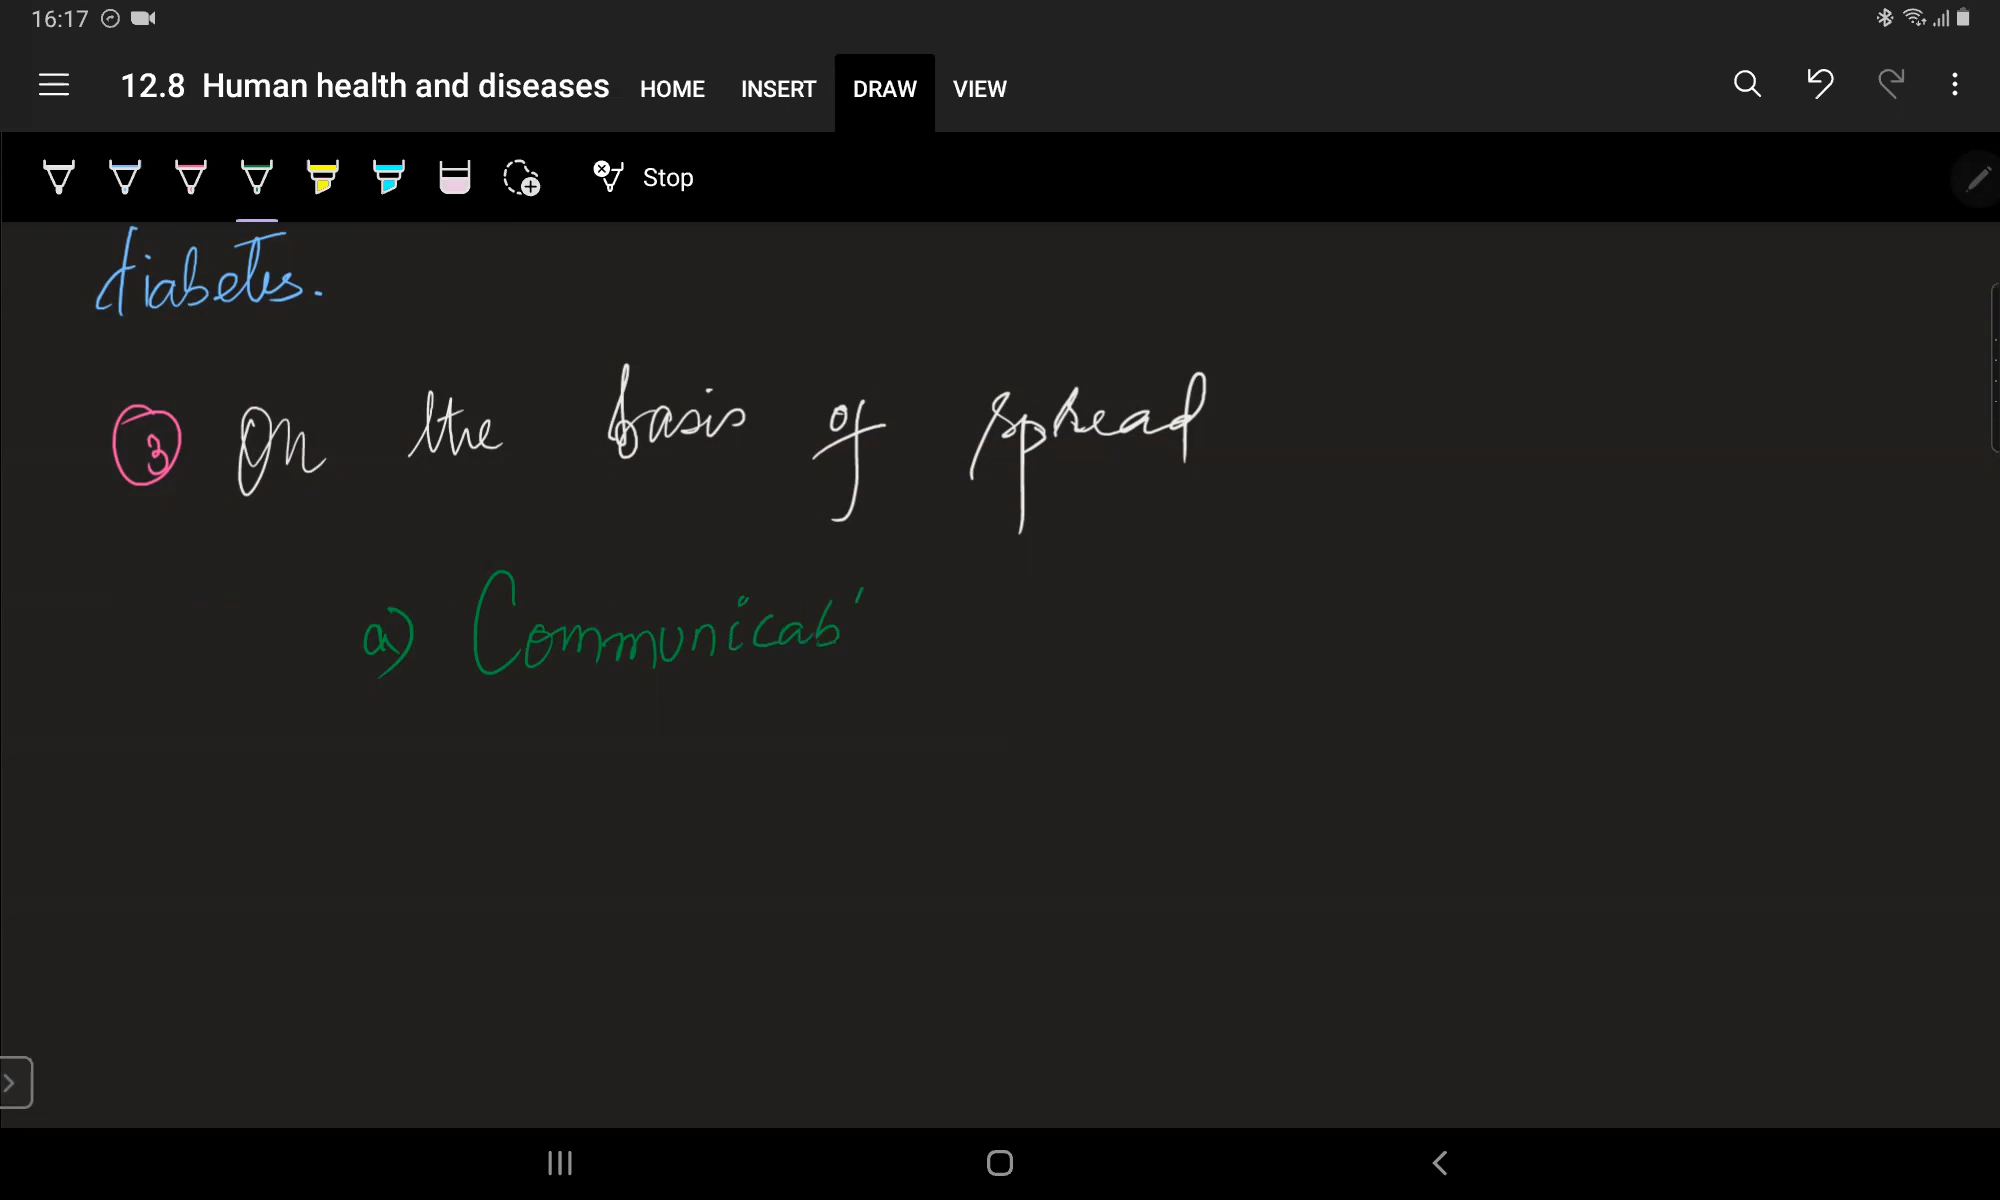 16:17
12.8 Human health and diseases HOME INSERT DRAW VIEW
Stop
diabetes.
3 On the basis of spread
a) Communicab